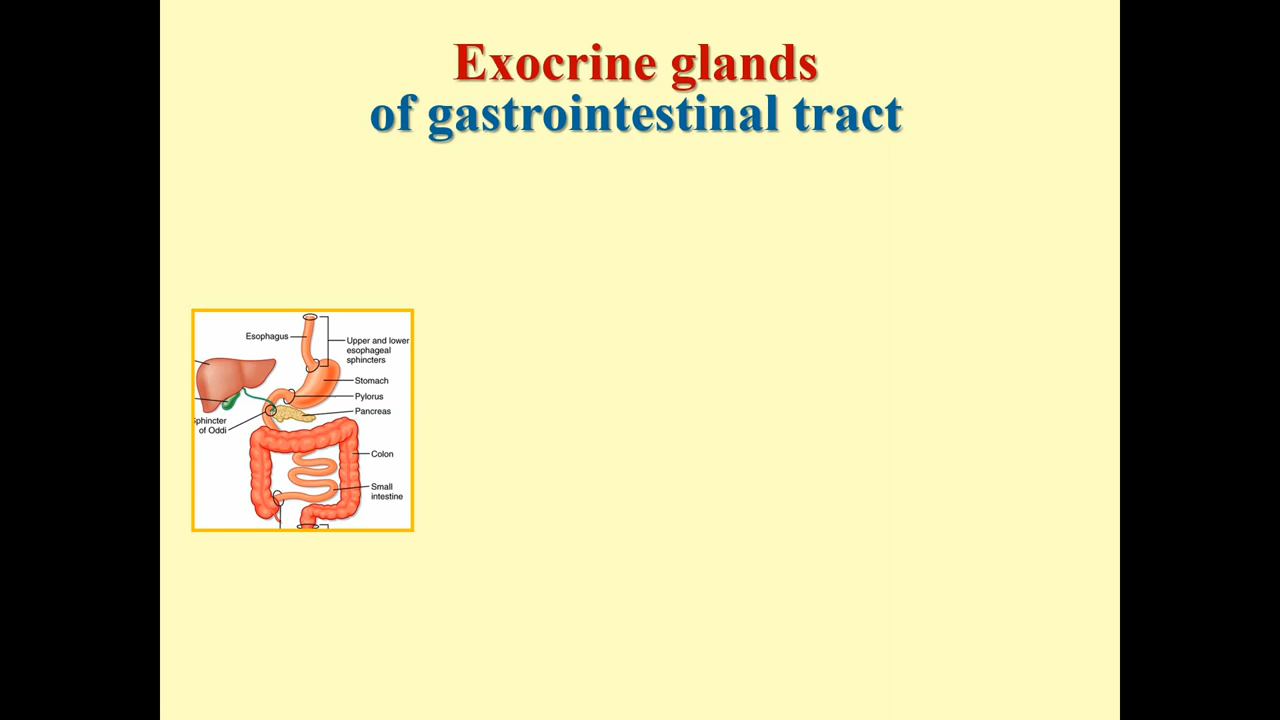 Exocrine glands
of gastrointestinal tract
Esophagus
Upper and lower
esophageal
sphincters
Stomach
Pylorus
Pancreas
phincter
of Oddi
Colon
Small
intestine